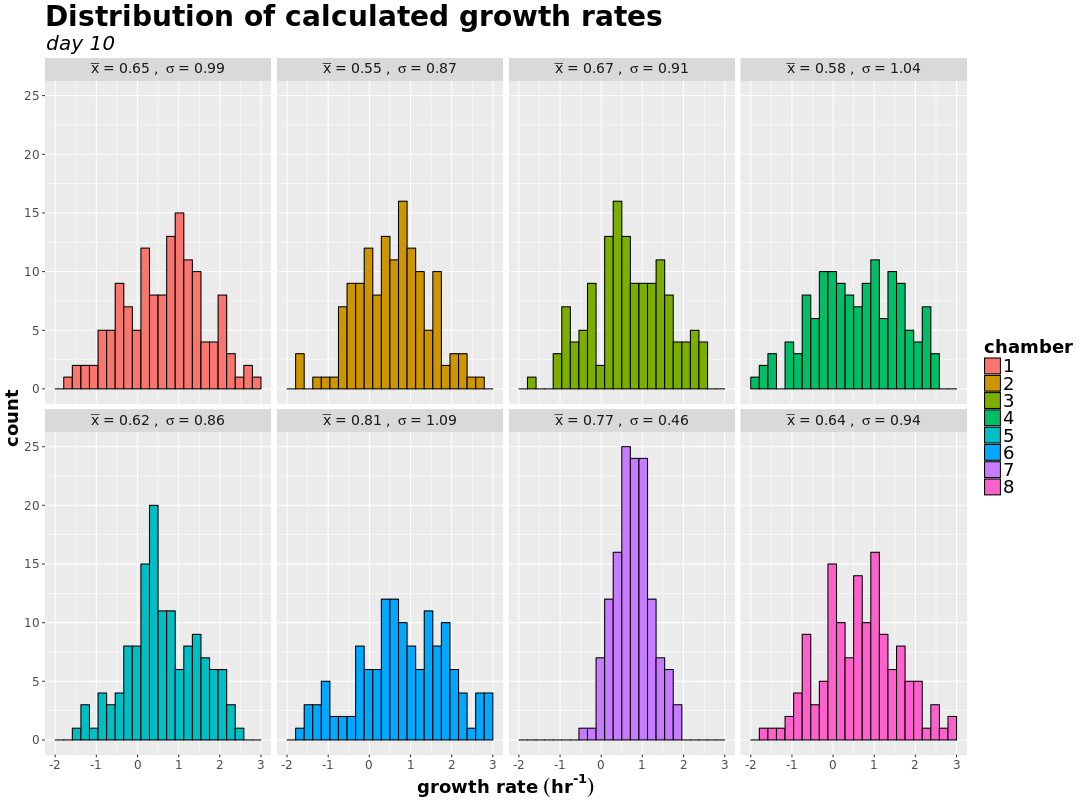 Distribution of calculated growth rates
day 10
x̅ = 0.65 , σ = 0.99
x̅ = 0.55 , σ = 0.87
x̅ = 0.67 , σ = 0.91
x̅ = 0.58 , σ = 1.04
25
20
15
10
5
0
count
x̅ = 0.62 , σ = 0.86
x̅ = 0.81 , σ = 1.09
x̅ = 0.77 , σ = 0.46
x̅ = 0.64 , σ = 0.94
25
20
15
10
5
0
-2 -1 0 1 2 3
-2 -1 0 1 2 3
-2 -1 0 1 2 3
-2 -1 0 1 2 3
growth rate (hr⁻¹)
chamber
1
2
3
4
5
6
7
8